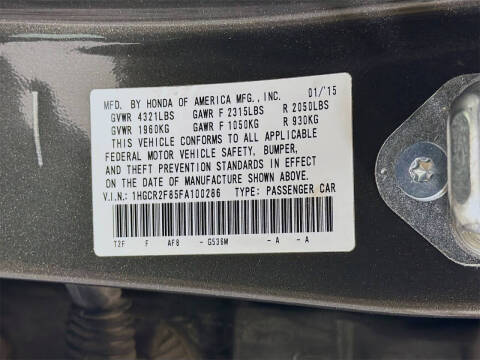 MFD. BY HONDA OF AMERICA MFG., INC. 01/'15
GVWR 4321LBS GAWR F 2315LBS R 2050LBS
GVWR 1960KG GAWR F 1050KG R 930KG
THIS VEHICLE CONFORMS TO ALL APPLICABLE
FEDERAL MOTOR VEHICLE SAFETY, BUMPER,
AND THEFT PREVENTION STANDARDS IN EFFECT
ON THE DATE OF MANUFACTURE SHOWN ABOVE.
V.I.N.: 1HGCR2F85FA100286 TYPE: PASSENGER CAR
T2F F AF8 - G536M - A - A